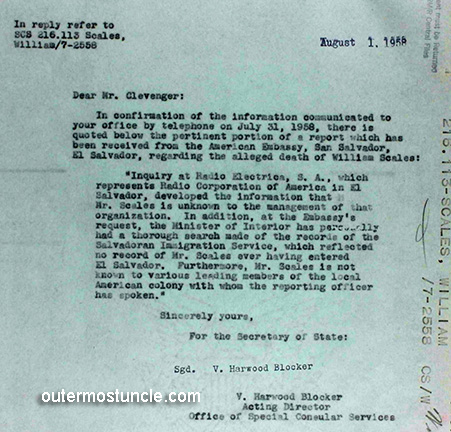 In reply refer to
SCS 216.113 Scales,
William/7-2558
August 1, 1958
must be Returned
Central Files
Dear Mr. Clevenger:
In confirmation of the information communicated to
your office by telephone on July 31, 1958, there is
quoted below the pertinent portion of a report which has
been received from the American Embassy, San Salvador,
El Salvador, regarding the alleged death of William Scales:
"Inquiry at Radio Electrica, S. A., which
represents Radio Corporation of America in El
Salvador, developed the information that
Mr. Scales is unknown to the management of that
organization. In addition, at the Embassy's
request, the Minister of Interior has personally
had a thorough search made of the records of the
Salvadoran Immigration Service, which reflected
no record of Mr. Scales ever having entered
El Salvador. Furthermore, Mr. Scales is not
known to various leading members of the local
American colony with whom the reporting officer
has spoken."
Sincerely yours,
For the Secretary of State:
Sgd. V. Harwood Blocker
V. Harwood Blocker
Acting Director
Office of Special Consular Services
216.113-SCALES, WILLIAM
/7-2558 CS/W
outermostuncle.com